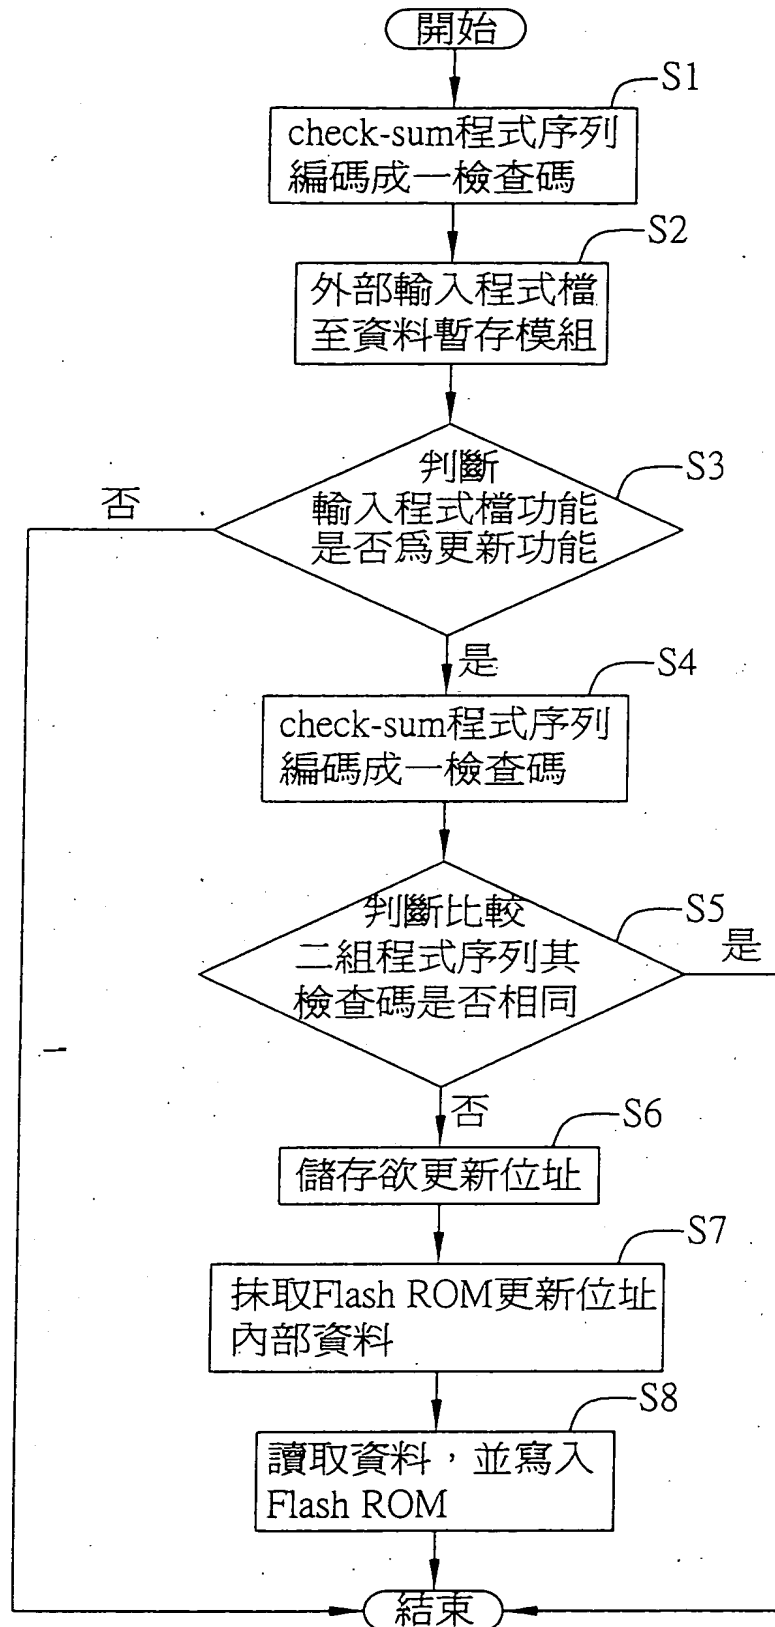 開始
S1
check-sum程式序列
編碼成一檢查碼
S2
外部輸入程式檔
至資料暫存模組
S3
判斷
輸入程式檔功能
是否爲更新功能
否
是
S4
check-sum程式序列
編碼成一檢查碼
S5
判斷比較
二組程式序列其
檢查碼是否相同
是
否
S6
儲存欲更新位址
S7
抹取Flash ROM更新位址
內部資料
S8
讀取資料，並寫入
Flash ROM
結束